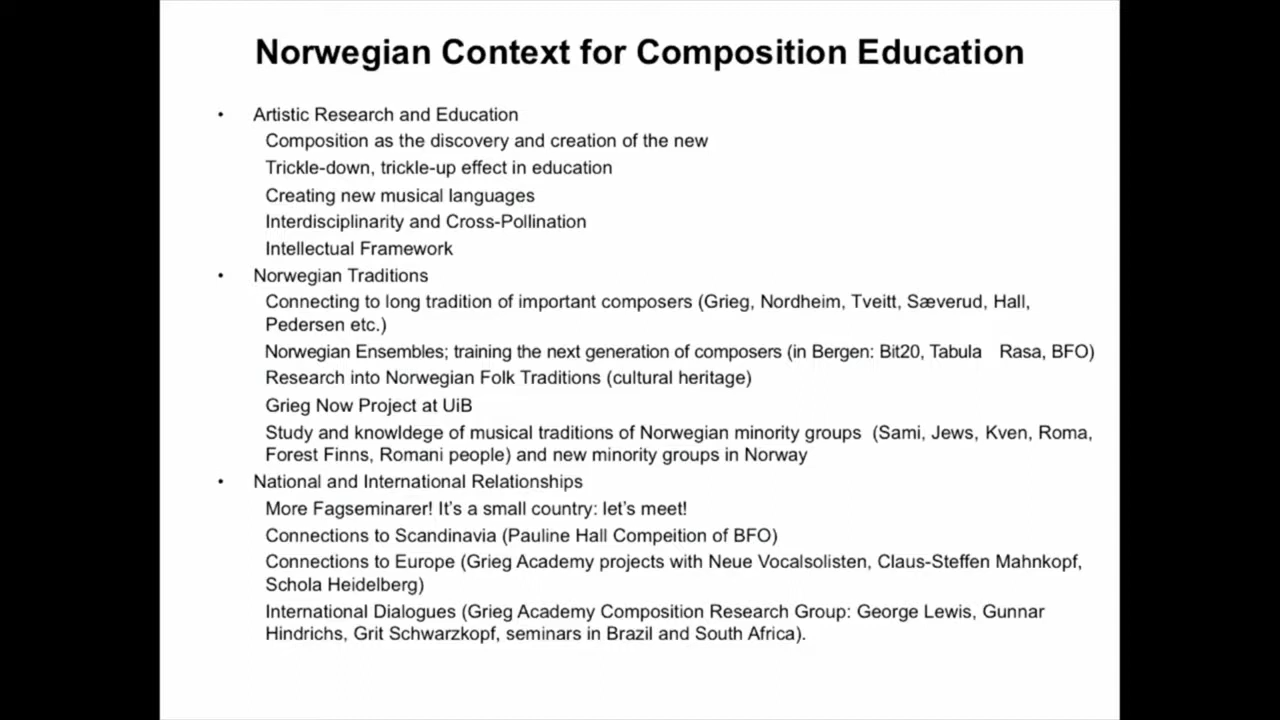 Norwegian Context for Composition Education
• Artistic Research and Education
Composition as the discovery and creation of the new
Trickle-down, trickle-up effect in education
Creating new musical languages
Interdisciplinarity and Cross-Pollination
Intellectual Framework
• Norwegian Traditions
Connecting to long tradition of important composers (Grieg, Nordheim, Tveitt, Sæverud, Hall,
Pedersen etc.)
Norwegian Ensembles; training the next generation of composers (in Bergen: Bit20, Tabula Rasa, BFO)
Research into Norwegian Folk Traditions (cultural heritage)
Grieg Now Project at UiB
Study and knowldege of musical traditions of Norwegian minority groups (Sami, Jews, Kven, Roma,
Forest Finns, Romani people) and new minority groups in Norway
• National and International Relationships
More Fagseminarer! It's a small country: let's meet!
Connections to Scandinavia (Pauline Hall Compeition of BFO)
Connections to Europe (Grieg Academy projects with Neue Vocalsolisten, Claus-Steffen Mahnkopf,
Schola Heidelberg)
International Dialogues (Grieg Academy Composition Research Group: George Lewis, Gunnar
Hindrichs, Grit Schwarzkopf, seminars in Brazil and South Africa).